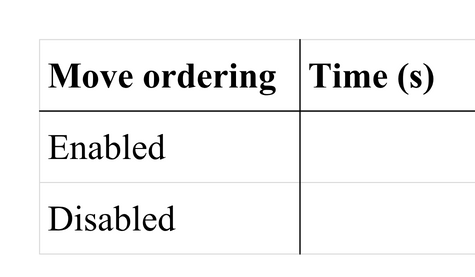 Move ordering Time (s)
Enabled
Disabled